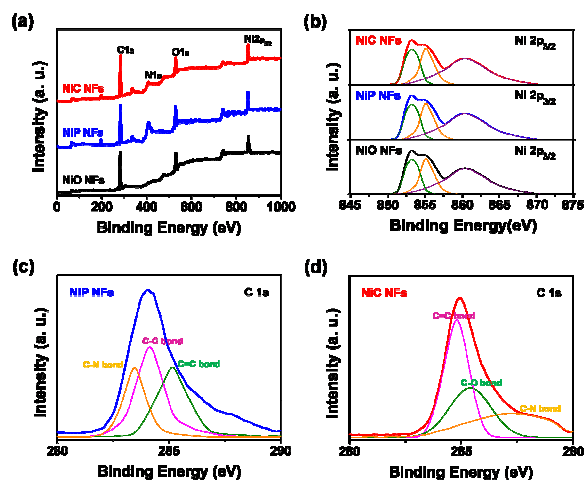 (a)
C1s
N1s
O1s
Ni2p3/2
NiC NFs
NiP NFs
NiO NFs
Intensity (a. u.)
0 200 400 600 800 1000
Binding Energy (eV)
(b)
NiC NFs Ni 2p3/2
NiP NFs Ni 2p3/2
NiO NFs Ni 2p3/2
Intensity (a. u.)
845 850 855 860 865 870 875
Binding Energy(eV)
(c)
NiP NFs C 1s
C-O bond
C-N bond C=C bond
Intensity (a. u.)
280 285 290
Binding Energy (eV)
(d)
NiC NFs C 1s
C=C bond
C-O bond
C-N bond
Intensity (a. u.)
280 285 290
Binding Energy (eV)